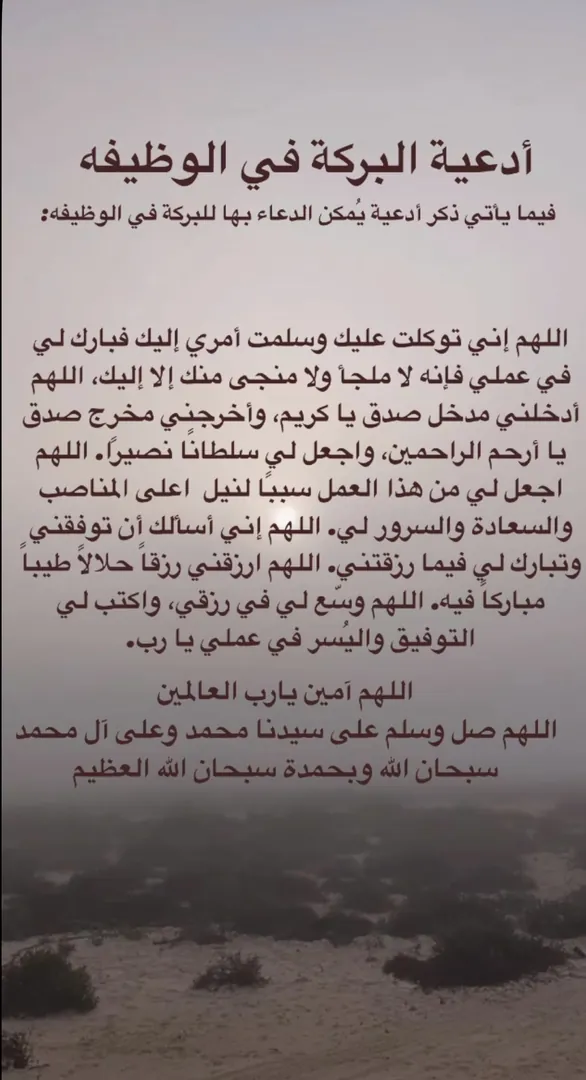 أدعية البركة في الوظيفه
فيما يأتي ذكر أدعية يُمكن الدعاء بها للبركة في الوظيفه:
اللهم إني توكلت عليك وسلمت أمري إليك فبارك لي
في عملي فإنه لا ملجأ ولا منجى منك إلا إليك، اللهم
أدخلني مدخل صدق يا كريم، وأخرجني مخرج صدق
يا أرحم الراحمين، واجعل لي سلطانًا نصيرًا. اللهم
اجعل لي من هذا العمل سببًا لنيل اعلى المناصب
والسعادة والسرور لي. اللهم إني أسألك أن توفقني
وتبارك لي فيما رزقتني. اللهم ارزقني رزقاً حلالاً طيباً
مباركاً فيه. اللهم وسّع لي في رزقي، واكتب لي
التوفيق واليُسر في عملي يا رب.
اللهم آمين يارب العالمين
اللهم صل وسلم على سيدنا محمد وعلى آل محمد
سبحان الله وبحمدة سبحان الله العظيم